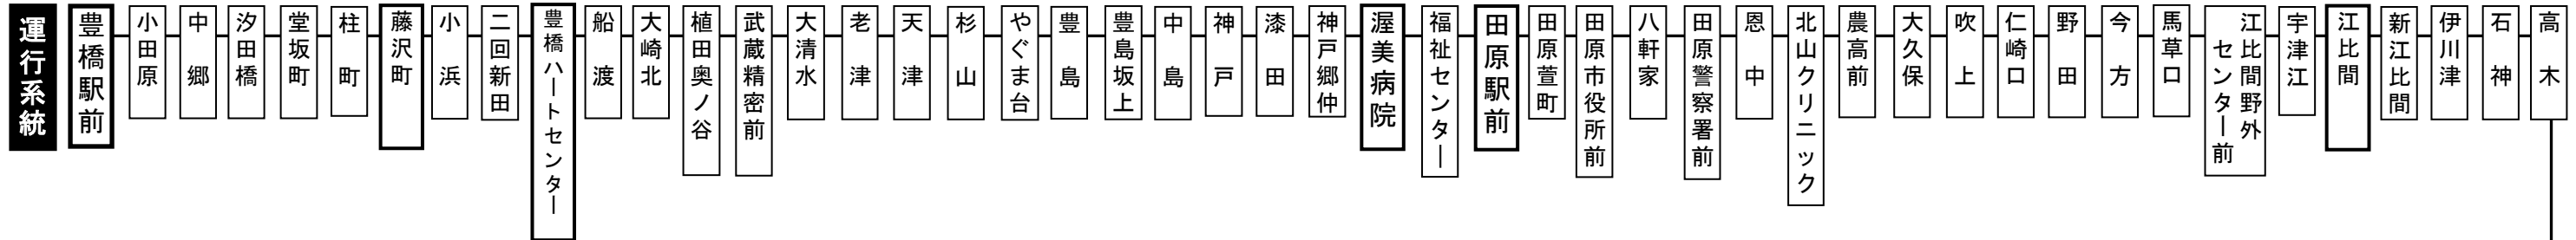 運行系統
豊橋駅前
小田原
中郷
汐田橋
堂坂町
柱町
藤沢町
小浜
二回新田
豊橋ハートセンター
船渡
大崎北
植田奥ノ谷
武蔵精密前
大清水
老津
天津
杉山
やぐま台
豊島
豊島坂上
中島
神戸
漆田
神戸郷仲
渥美病院
福祉センター
田原駅前
田原萱町
田原市役所前
八軒家
田原警察署前
恩中
北山クリニック
農高前
大久保
吹上
仁崎口
野田
今方
馬草口
江比間野外
センター前
宇津江
江比間
新江比間
伊川津
石神
高木